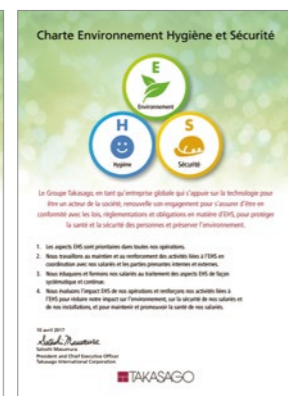 Charte Environnement Hygiène et Sécurité
E
Environnement
H
Hygiène
S
Sécurité
Le Groupe Takasago, en tant qu'entreprise globale qui s'appuie sur la technologie pour
être un acteur de la société, renouvelle son engagement pour s'assurer d'être en
conformité avec les lois, réglementations et obligations en matière d'EHS, pour protéger
la santé et la sécurité des personnes et préserver l'environnement.
1. Les aspects EHS sont prioritaires dans toutes nos opérations.
2. Nous travaillons au maintien et au renforcement des activités liées à l'EHS en
coordination avec nos salariés et les parties prenantes internes et externes.
3. Nous éduquons et formons nos salariés au traitement des aspects EHS de façon
systématique et continue.
4. Nous évaluons l'impact EHS de nos opérations et renforçons nos activités liées à
l'EHS pour réduire notre impact sur l'environnement, sur la sécurité de nos salariés et
de nos installations, et pour maintenir et promouvoir la santé de nos salariés.
10 avril 2017
Satoshi Masumura
Satoshi Masumura
President and Chief Executive Officer
Takasago International Corporation
TAKASAGO